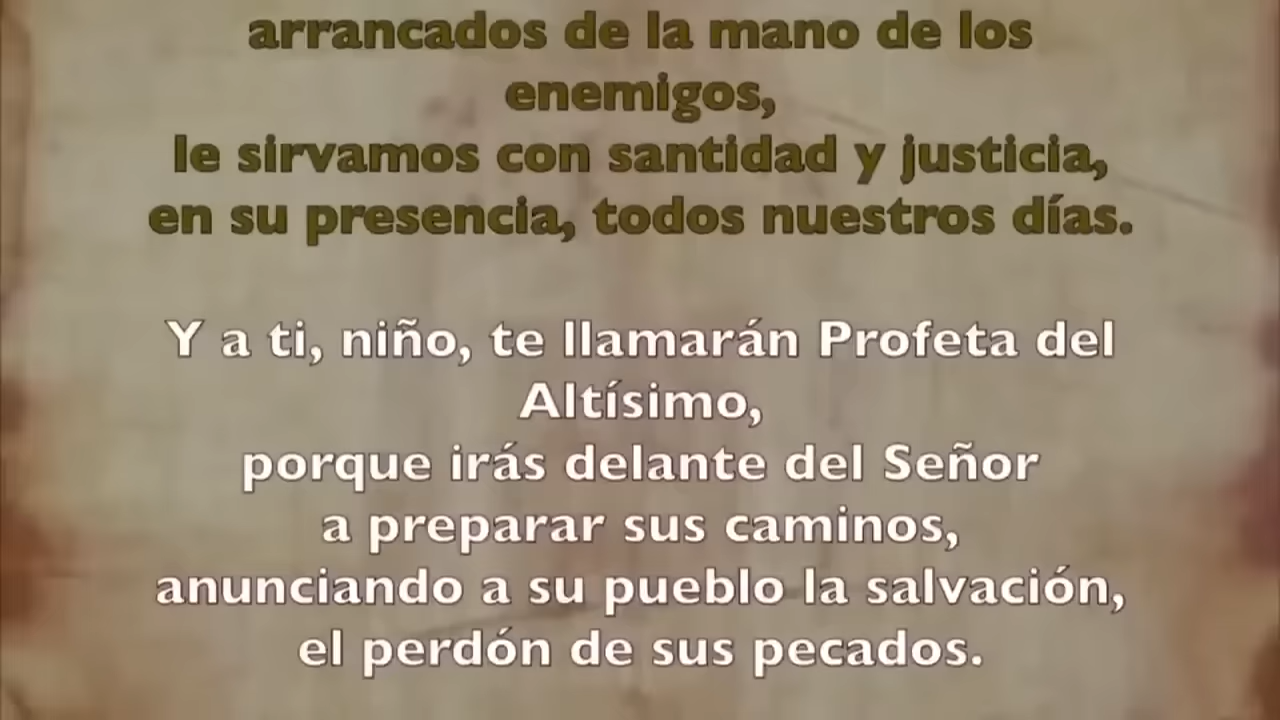 arrancados de la mano de los
enemigos,
le sirvamos con santidad y justicia,
en su presencia, todos nuestros días.
Y a ti, niño, te llamarán Profeta del
Altísimo,
porque irás delante del Señor
a preparar sus caminos,
anunciando a su pueblo la salvación,
el perdón de sus pecados.